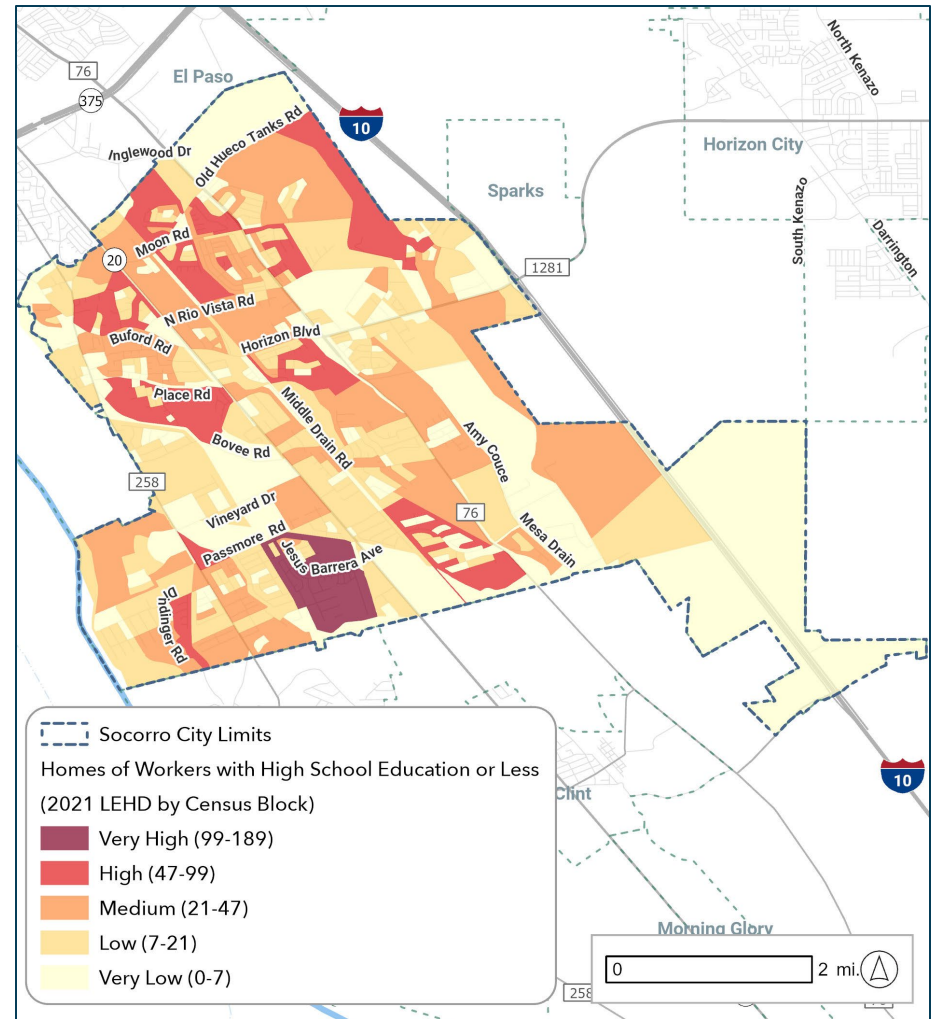 North Kenazo
76
El Paso
375
10
Old Hueco Tanks Rd
Inglewood Dr
Horizon City
Sparks
South Kenazo
Darrington
Moon Rd
20
1281
N Rio Vista Rd
Horizon Blvd
Buford Rd
Place Rd
Middle Drain Rd
Bovee Rd
Amy Couce
258
Vineyard Dr
76
Mesa Drain
Passmore Rd
Jesus Barrera Ave
Dindinger Rd
Socorro City Limits
Homes of Workers with High School Education or Less
(2021 LEHD by Census Block)
Very High (99-189)
High (47-99)
Medium (21-47)
Low (7-21)
Very Low (0-7)
10
Clint
Morning Glory
0 2 mi.
258